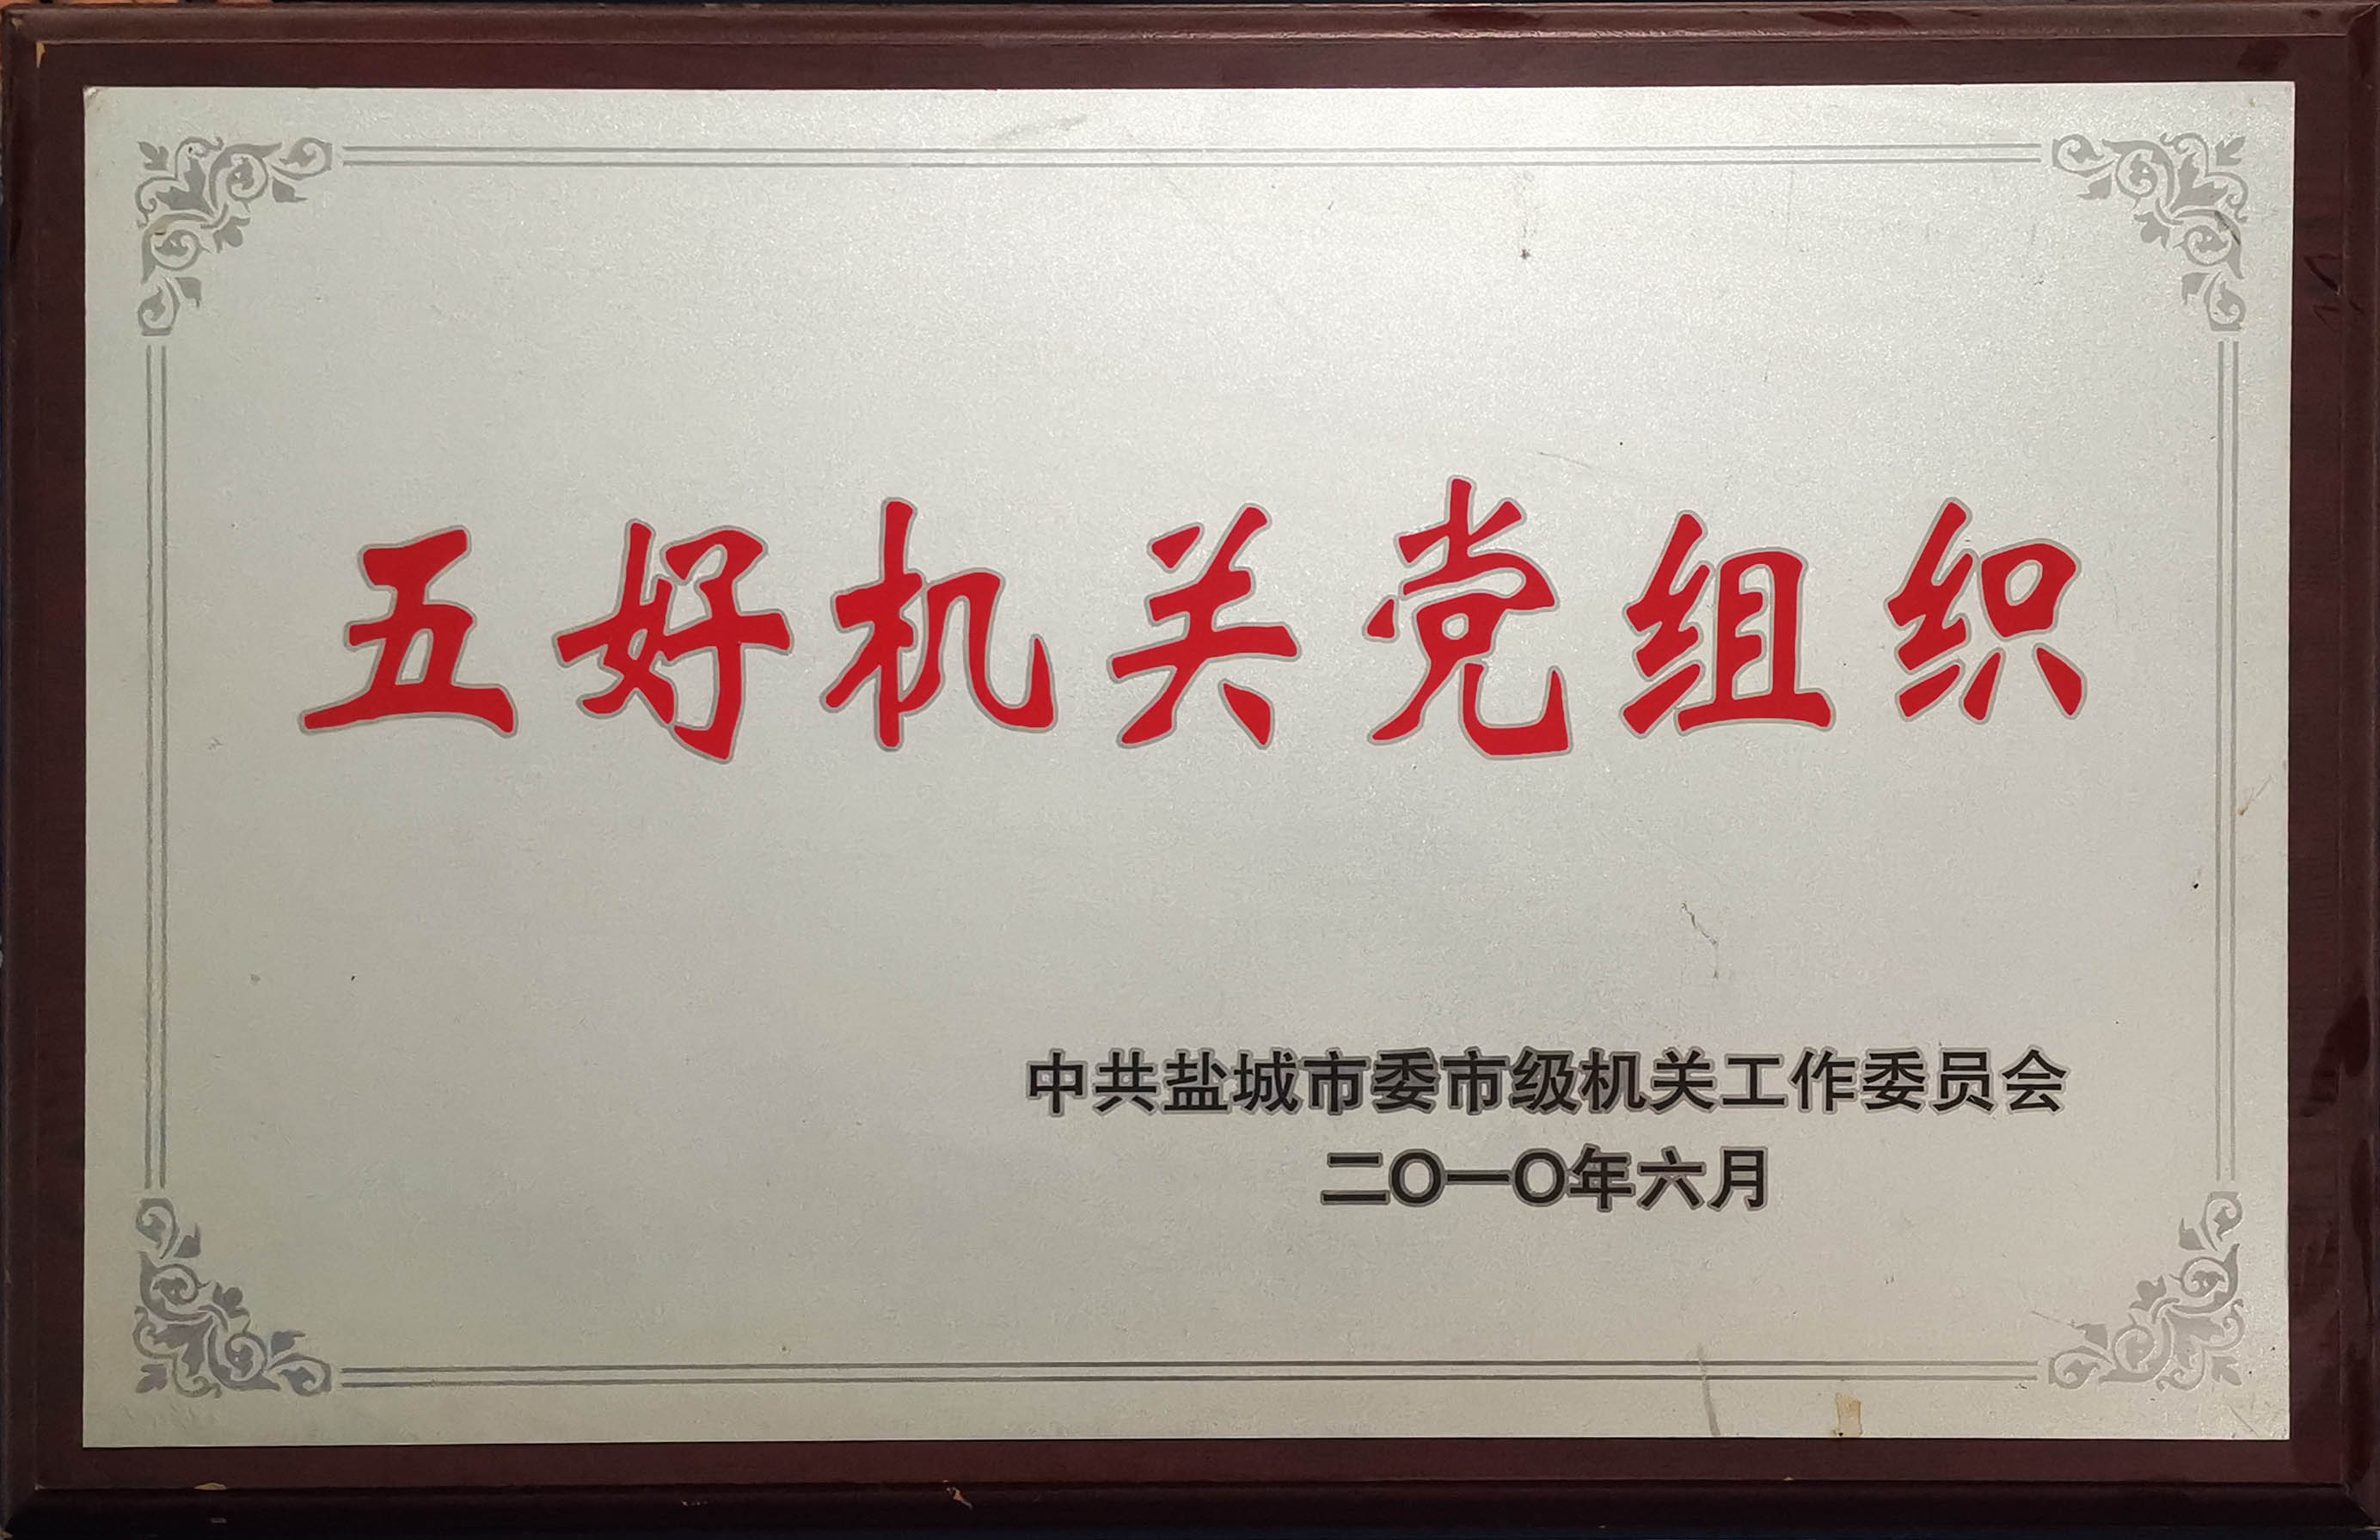 五好机关党组织
中共盐城市委市级机关工作委员会
二〇一〇年六月